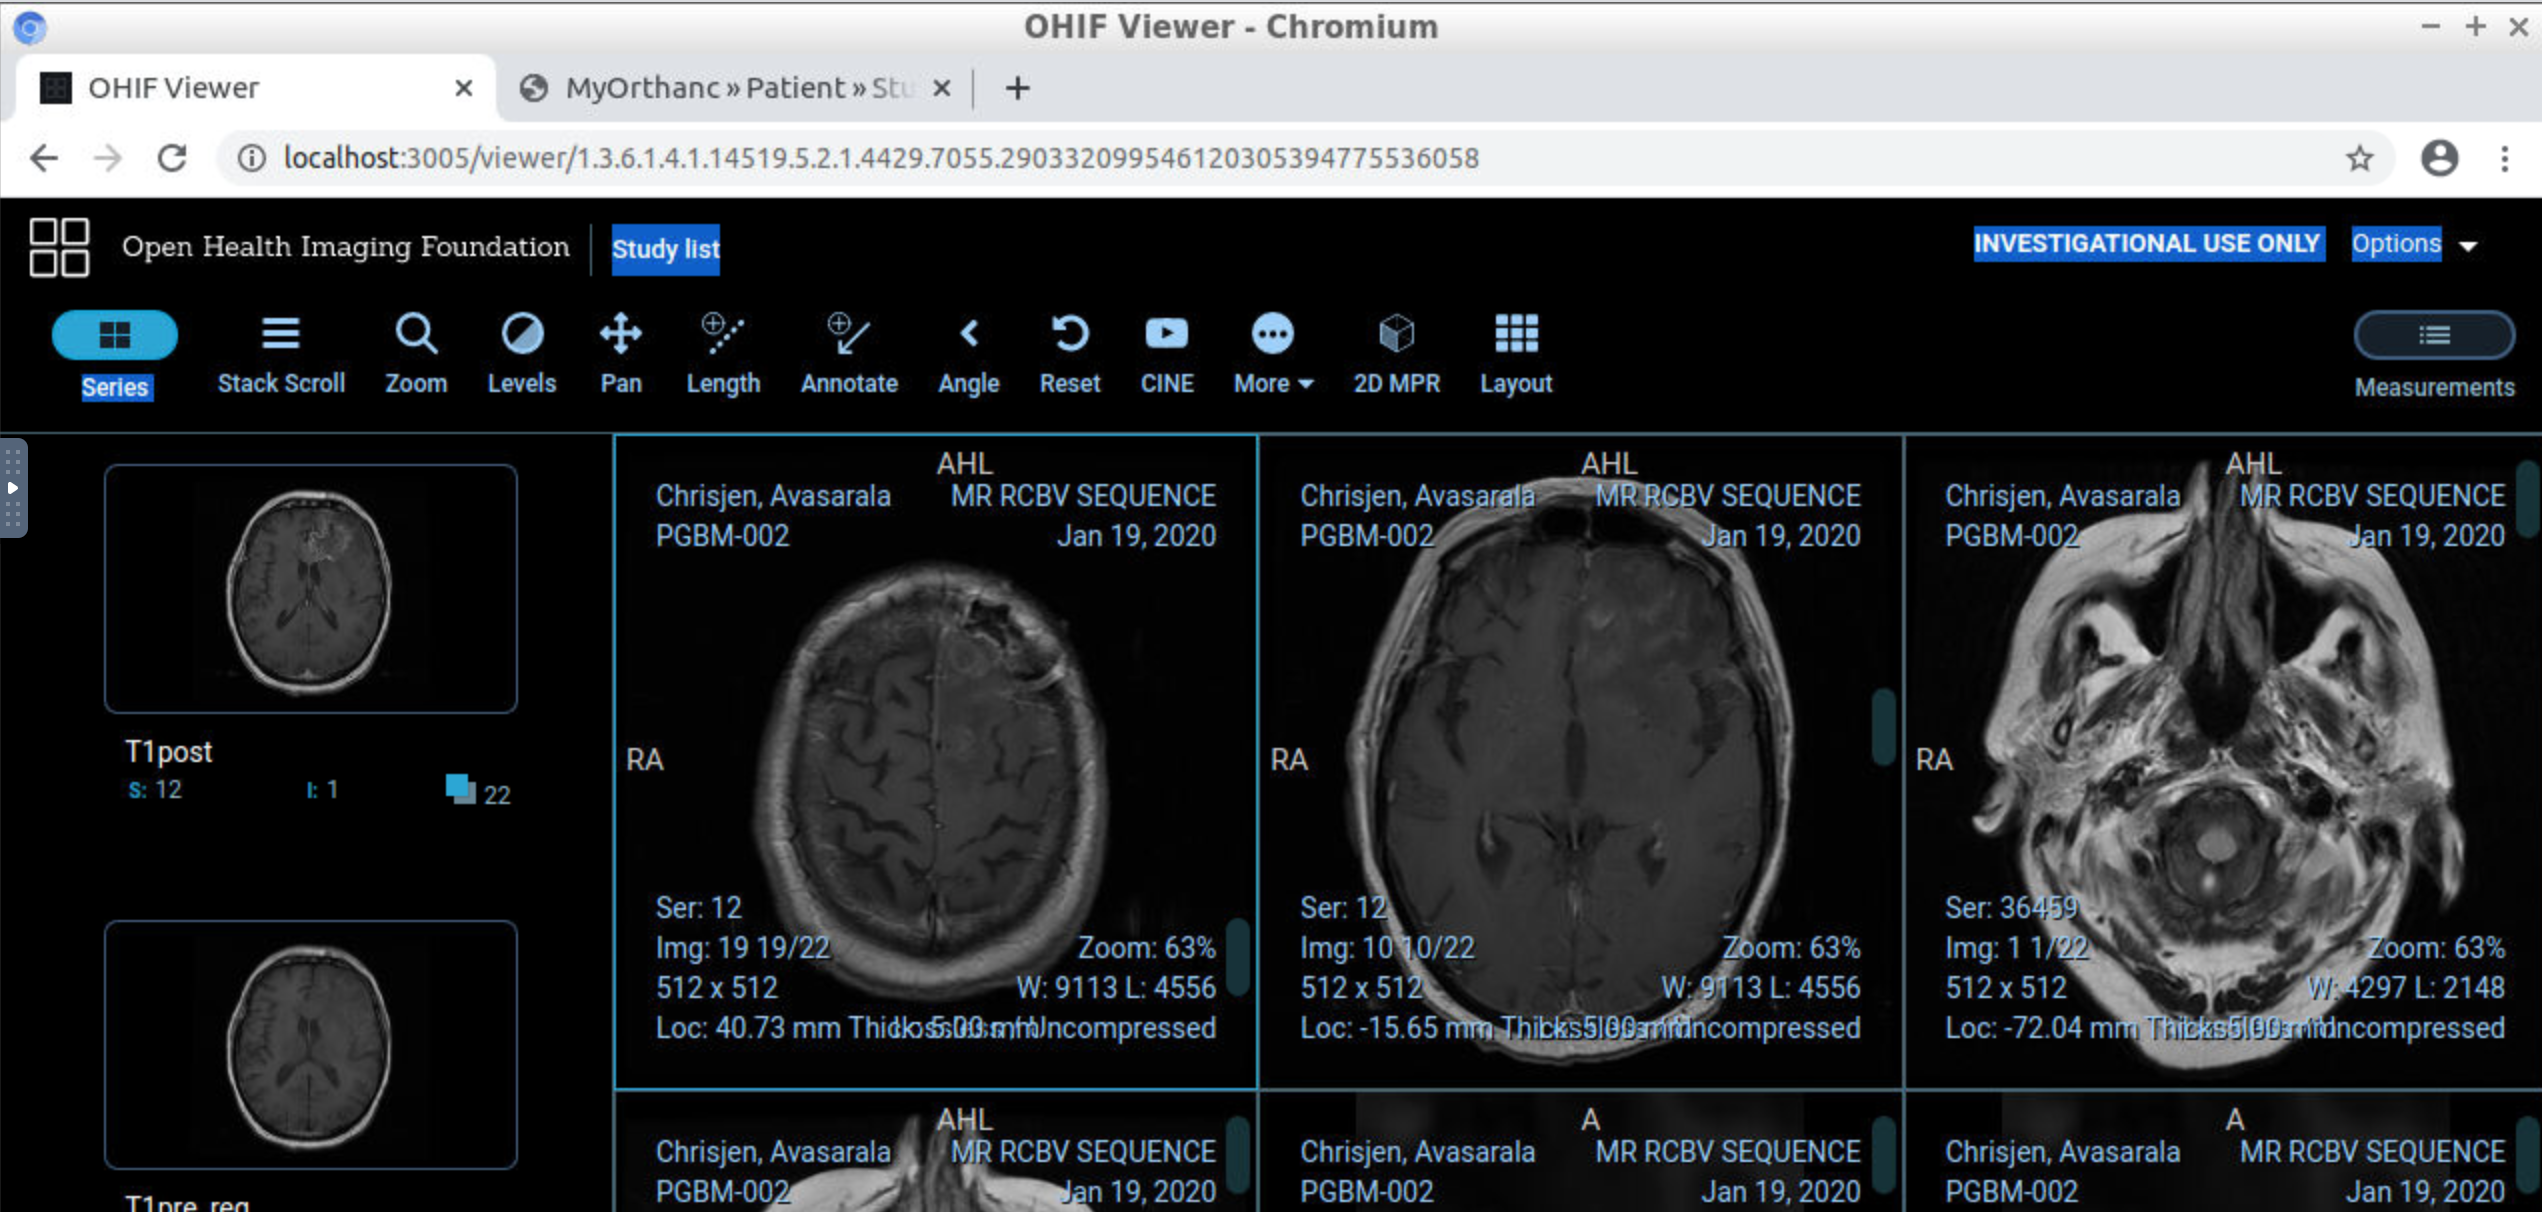 OHIF Viewer - Chromium
OHIF Viewer
MyOrthanc » Patient » Stu
localhost:3005/viewer/1.3.6.1.4.1.14519.5.2.1.4429.7055.290332099546120305394775536058
Open Health Imaging Foundation
Study list
INVESTIGATIONAL USE ONLY
Options
Series
Stack Scroll
Zoom
Levels
Pan
Length
Annotate
Angle
Reset
CINE
More
2D MPR
Layout
Measurements
T1post
S: 12
I: 1
22
T1pre_reg
AHL
Chrisjen, Avasarala
MR RCBV SEQUENCE
PGBM-002
Jan 19, 2020
RA
Ser: 12
Img: 19 19/22
Zoom: 63%
512 x 512
W: 9113 L: 4556
Loc: 40.73 mm Thick: 5.00 mm
Lossless / Uncompressed
AHL
Chrisjen, Avasarala
MR RCBV SEQUENCE
PGBM-002
Jan 19, 2020
RA
Ser: 12
Img: 10 10/22
Zoom: 63%
512 x 512
W: 9113 L: 4556
Loc: -15.65 mm Thick: 5.00 mm
Lossless / Uncompressed
AHL
Chrisjen, Avasarala
MR RCBV SEQUENCE
PGBM-002
Jan 19, 2020
RA
Ser: 36459
Img: 1 1/22
Zoom: 63%
512 x 512
W: 4297 L: 2148
Loc: -72.04 mm Thick: 5.00 mm
Lossless / Uncompressed
AHL
Chrisjen, Avasarala
MR RCBV SEQUENCE
PGBM-002
Jan 19, 2020
A
Chrisjen, Avasarala
MR RCBV SEQUENCE
PGBM-002
Jan 19, 2020
A
Chrisjen, Avasarala
MR RCBV SEQUENCE
PGBM-002
Jan 19, 2020